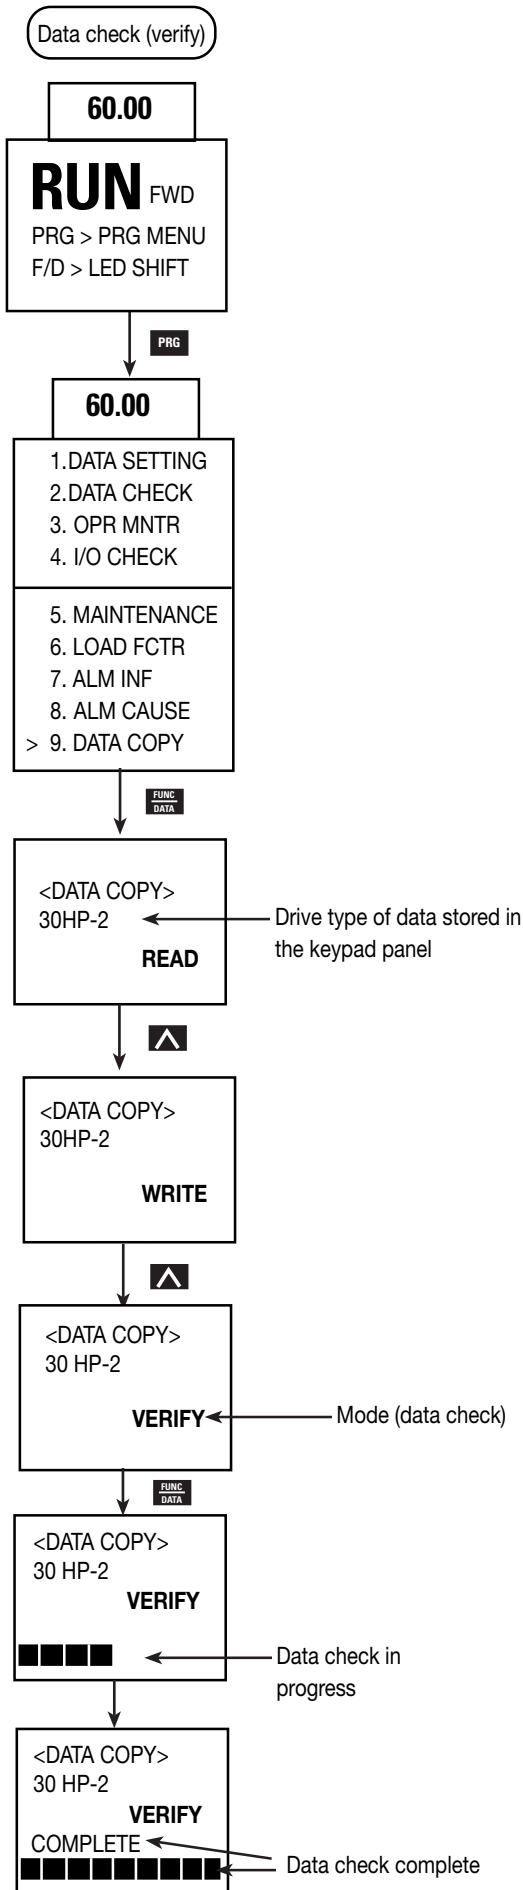 Data check (verify)
60.00
RUN FWD
PRG > PRG MENU
F/D > LED SHIFT
PRG
60.00
1.DATA SETTING
2.DATA CHECK
3. OPR MNTR
4. I/O CHECK
5. MAINTENANCE
6. LOAD FCTR
7. ALM INF
8. ALM CAUSE
> 9. DATA COPY
FUNC
DATA
<DATA COPY>
30HP-2
READ
Drive type of data stored in
the keypad panel
<DATA COPY>
30HP-2
WRITE
<DATA COPY>
30 HP-2
VERIFY
Mode (data check)
FUNC
DATA
<DATA COPY>
30 HP-2
VERIFY
Data check in
progress
<DATA COPY>
30 HP-2
VERIFY
COMPLETE
Data check complete